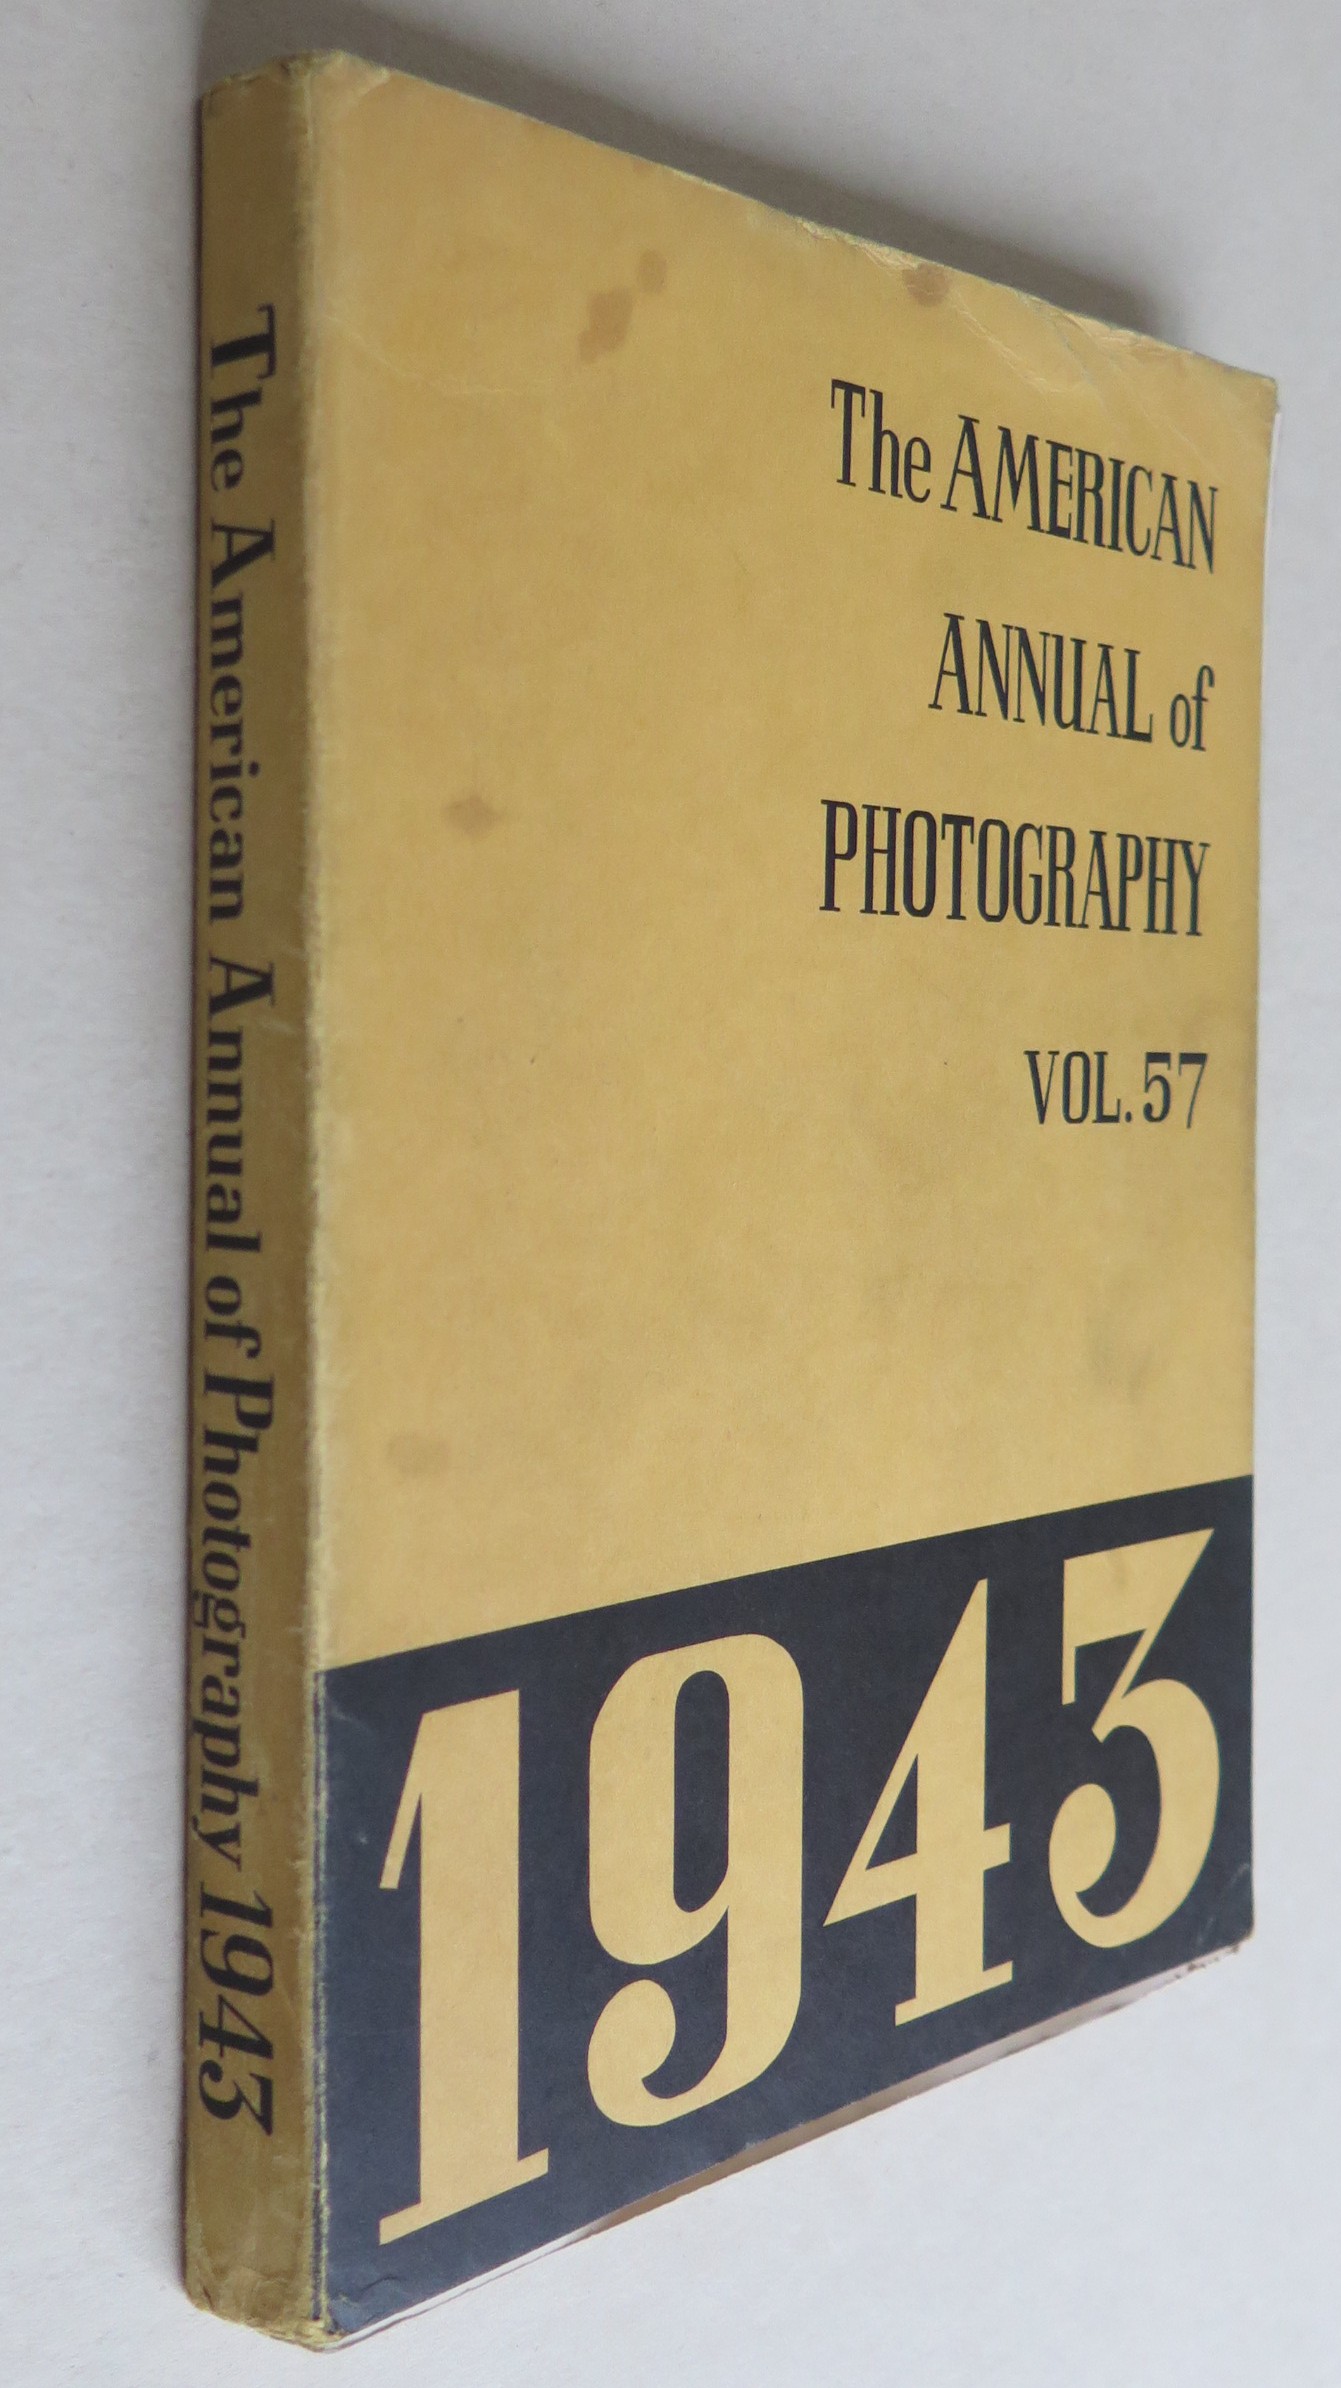 The American Annual of Photography 1943
The AMERICAN
ANNUAL of
PHOTOGRAPHY
VOL. 57
1943